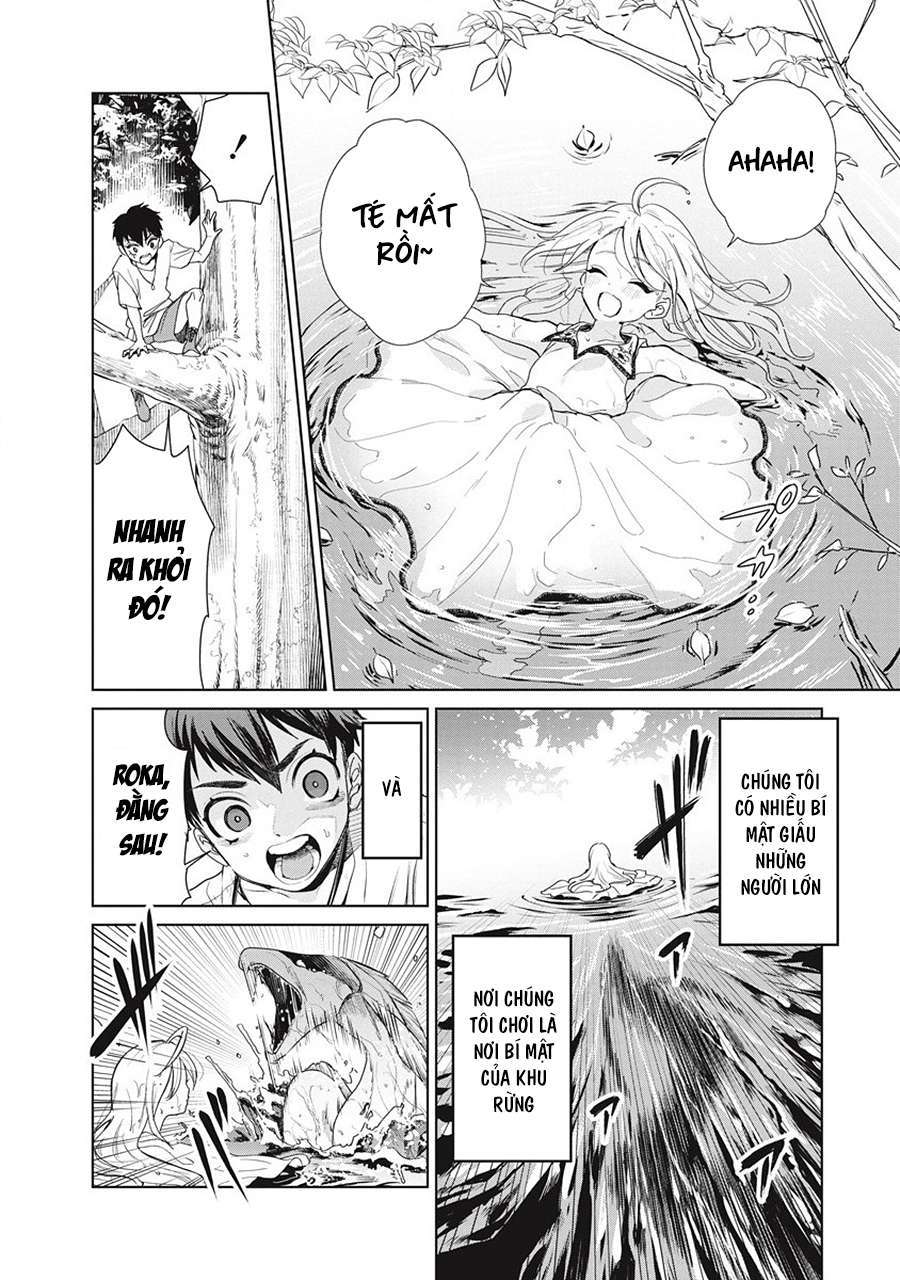 AHAHA!
TÉ MẤT
RỒI~
!
NHANH
RA KHỎI
ĐÓ!
CHÚNG TÔI
CÓ NHIỀU BÍ
MẬT GIẤU
NHỮNG
NGƯỜI LỚN
NƠI CHÚNG
TÔI CHƠI LÀ
NƠI BÍ MẬT
CỦA KHU
RỪNG
VÀ
ROKA,
ĐẰNG
SAU!